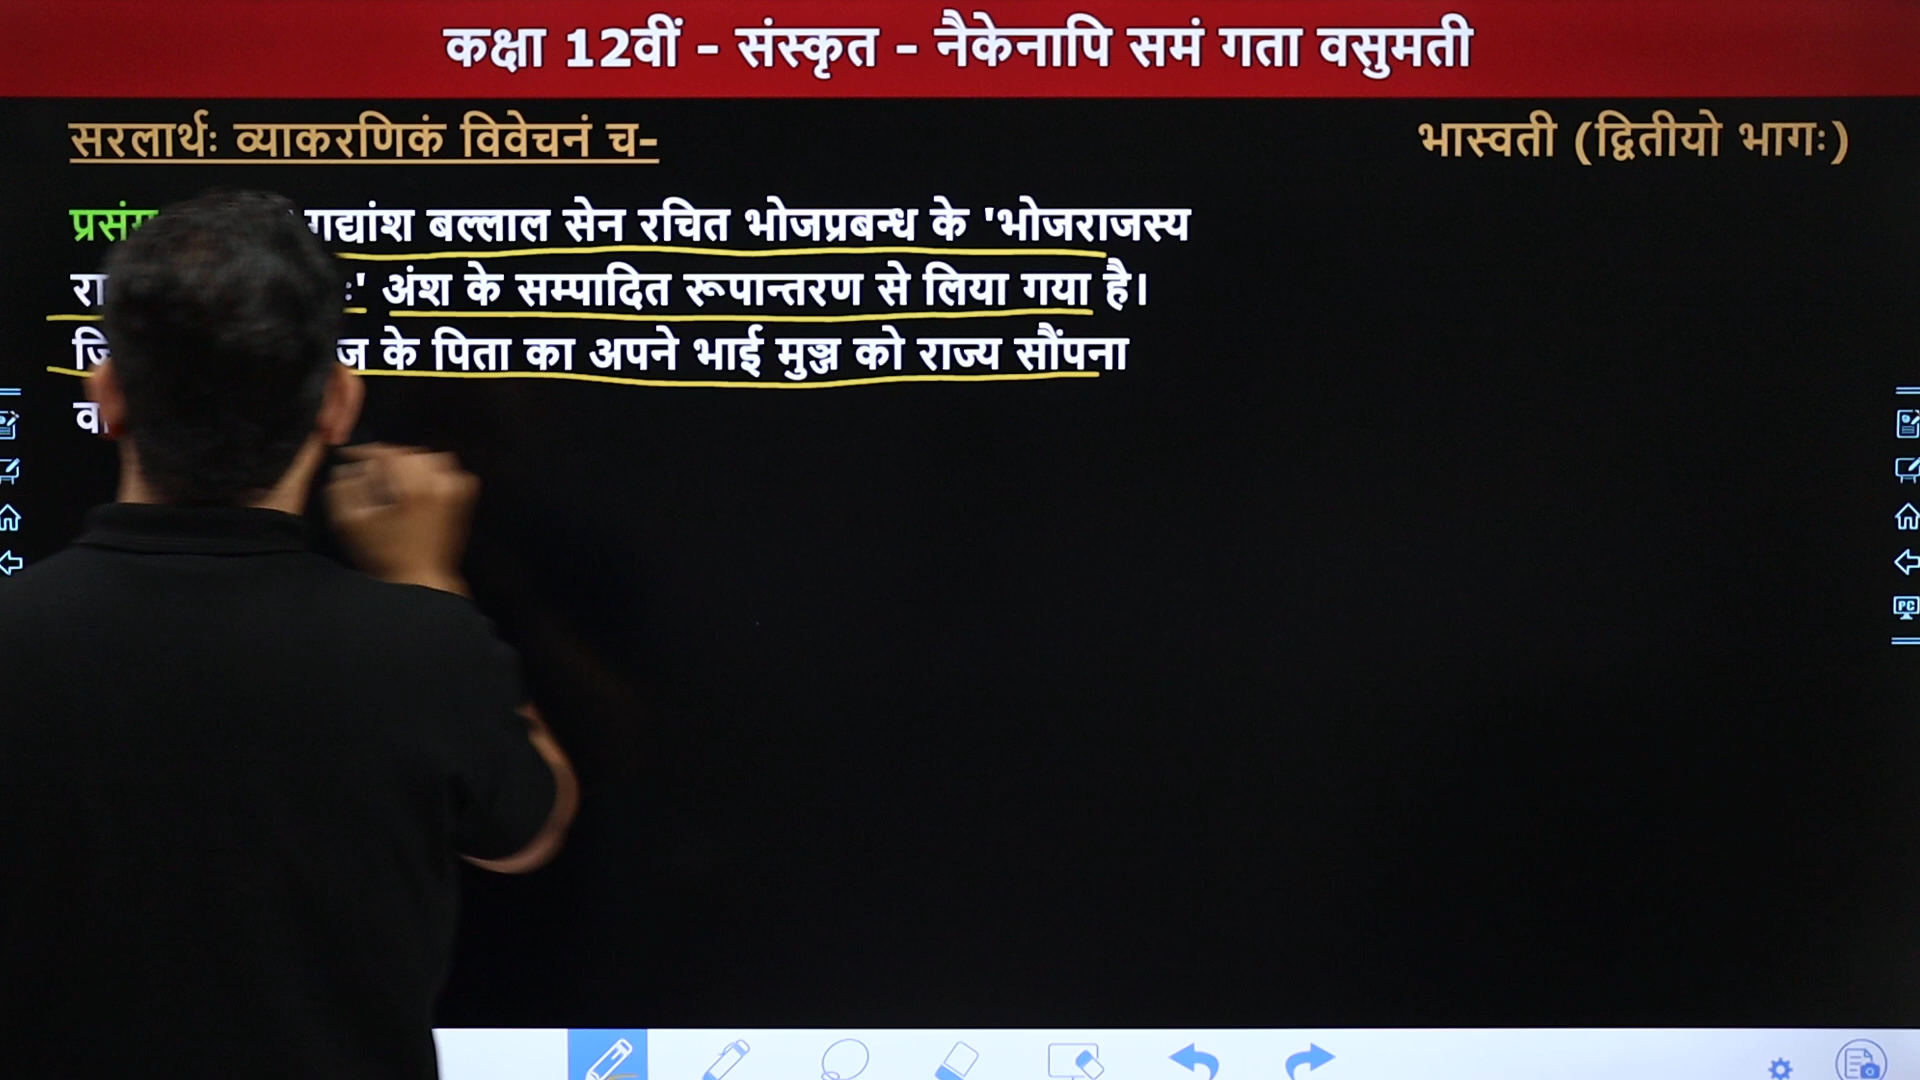 कक्षा 12वीं - संस्कृत - नैकेनापि समं गता वसुमती
सरलार्थः व्याकरणिकं विवेचनं च-
भास्वती (द्वितीयो भागः)
गद्यांश बल्लाल सेन रचित भोजप्रबन्ध के 'भोजराजस्य
अंश के सम्पादित रूपान्तरण से लिया गया है।
के पिता का अपने भाई मुञ्ज को राज्य सौंपना
PC